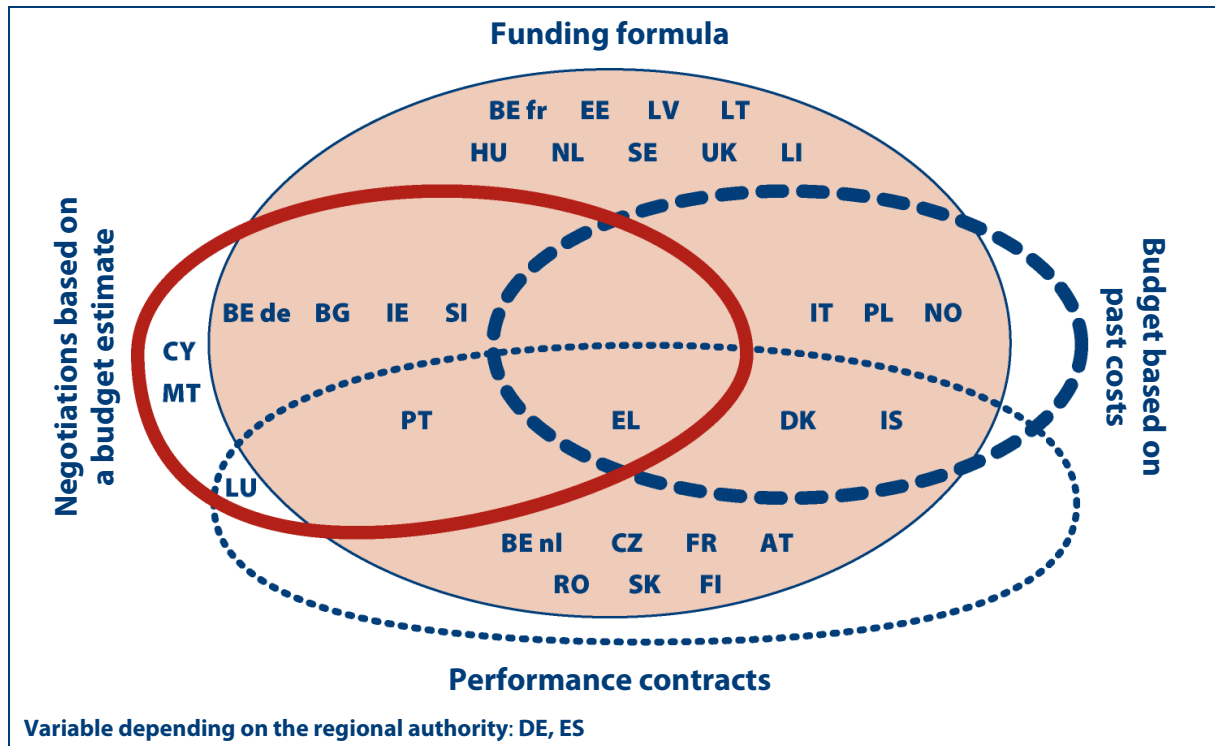 Funding formula
BE fr EE LV LT
HU NL SE UK LI
Negotiations based on
a budget estimate
Budget based on
past costs
BE de BG IE SI
IT PL NO
CY
MT
PT EL DK IS
LU
BE nl CZ FR AT
RO SK FI
Performance contracts
Variable depending on the regional authority: DE, ES